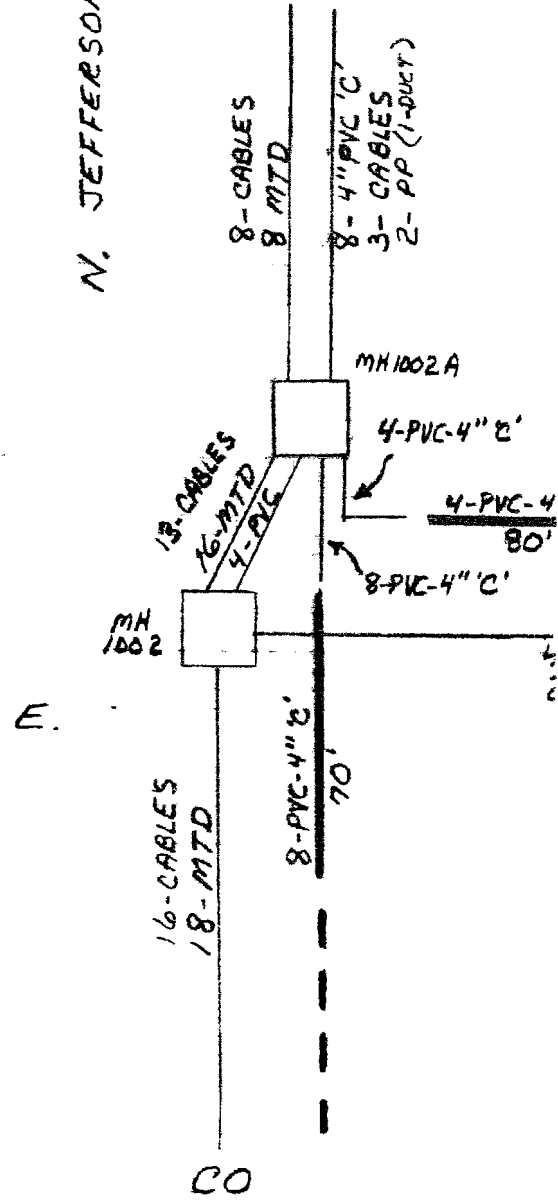 N. JEFFERSON
8-CABLES
8 MTD
8-4"PVC 'C'
3-CABLES
2-PP (1-DUCT)
MH1002A
4-PVC-4" 'C'
4-PVC-4
80'
13-CABLES
16-MTD
4-PVC
8-PVC-4" 'C'
MH
1002
E.
8-PVC-4" 'C'
70'
16-CABLES
18-MTD
CO